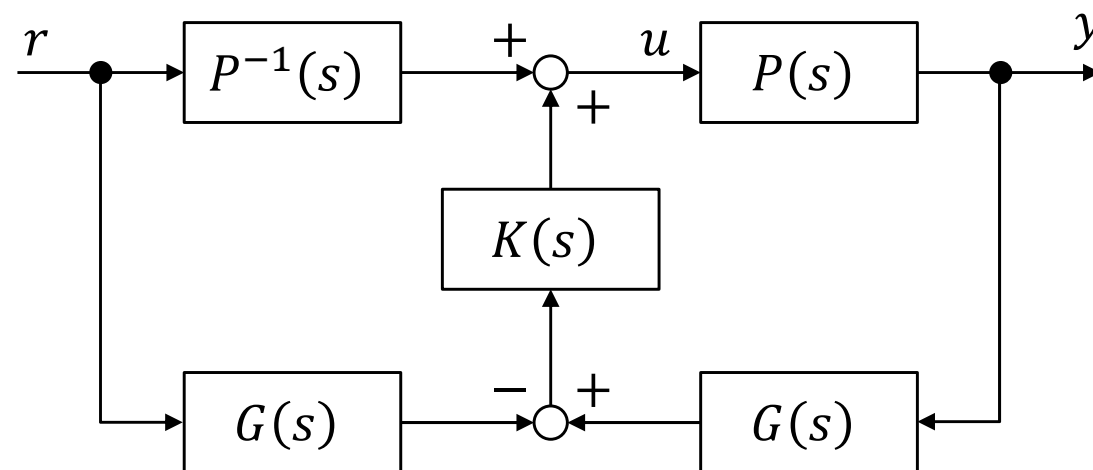 r P⁻¹(s) + u P(s) y
+
K(s)
− +
G(s) G(s)